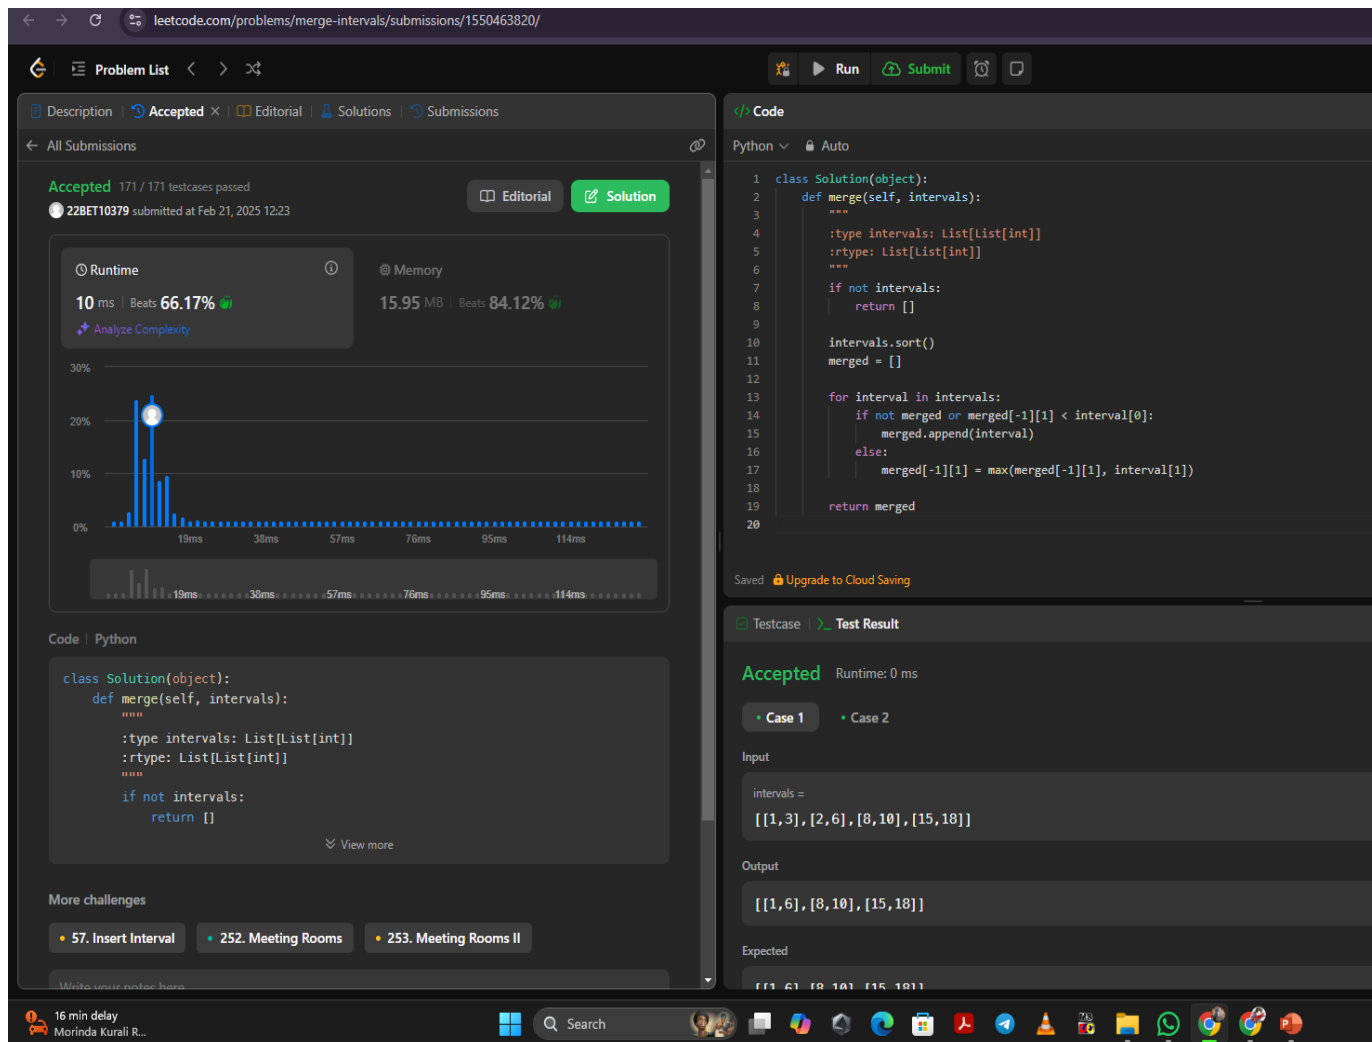 leetcode.com/problems/merge-intervals/submissions/1550463820/
Problem List
Run
Submit
Description
Accepted
Editorial
Solutions
Submissions
All Submissions
Accepted 171 / 171 testcases passed
22BET10379 submitted at Feb 21, 2025 12:23
Editorial
Solution
Runtime
10 ms Beats 66.17%
Analyze Complexity
Memory
15.95 MB Beats 84.12%
30%
20%
10%
0%
19ms 38ms 57ms 76ms 95ms 114ms
19ms 38ms 57ms 76ms 95ms 114ms
Code Python
class Solution(object):
    def merge(self, intervals):
        """
        :type intervals: List[List[int]]
        :rtype: List[List[int]]
        """
        if not intervals:
            return []
View more
More challenges
57. Insert Interval
252. Meeting Rooms
253. Meeting Rooms II
Write your notes here
</> Code
Python Auto
1 class Solution(object):
2     def merge(self, intervals):
3         """
4         :type intervals: List[List[int]]
5         :rtype: List[List[int]]
6         """
7         if not intervals:
8             return []
9
10         intervals.sort()
11         merged = []
12
13         for interval in intervals:
14             if not merged or merged[-1][1] < interval[0]:
15                 merged.append(interval)
16             else:
17                 merged[-1][1] = max(merged[-1][1], interval[1])
18
19         return merged
20
Saved Upgrade to Cloud Saving
Testcase
Test Result
Accepted Runtime: 0 ms
Case 1
Case 2
Input
intervals =
[[1,3],[2,6],[8,10],[15,18]]
Output
[[1,6],[8,10],[15,18]]
Expected
[[1,6],[8,10],[15,18]]
16 min delay
Morinda Kurali R...
Search